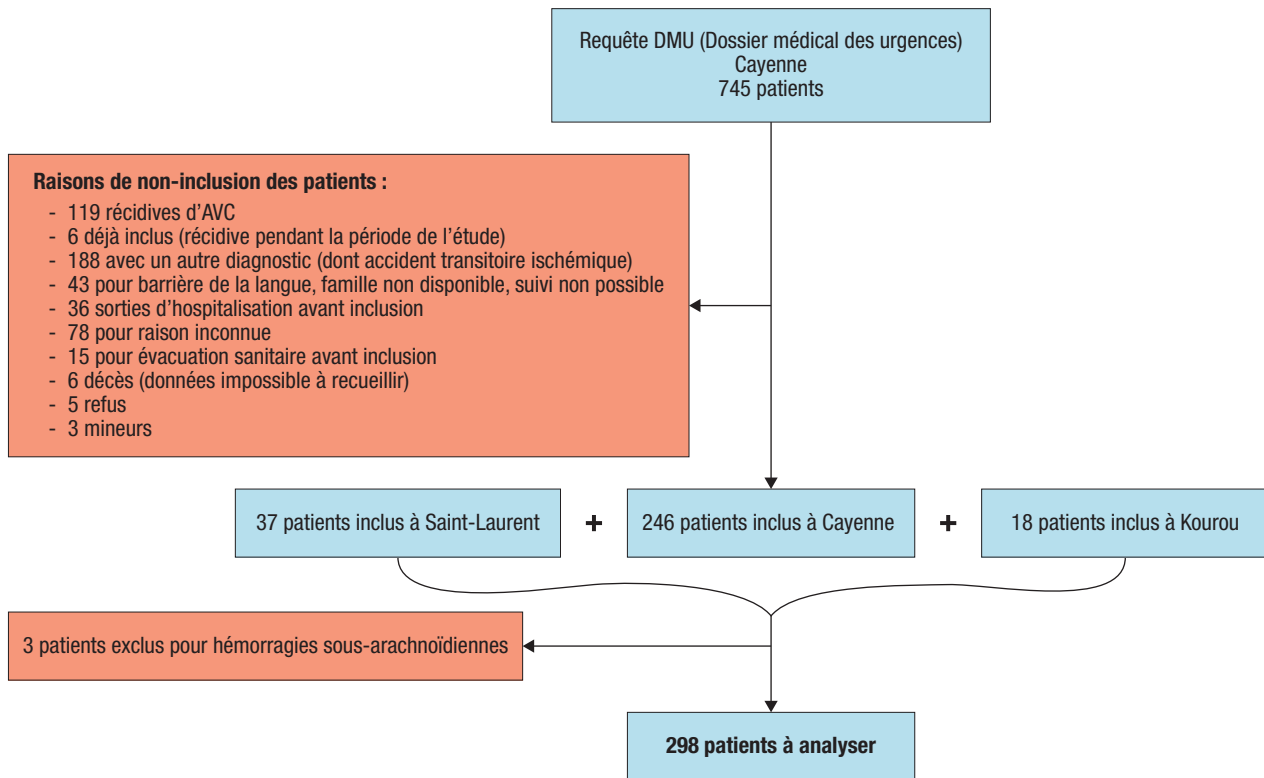 Requête DMU (Dossier médical des urgences)
Cayenne
745 patients
Raisons de non-inclusion des patients :
- 119 récidives d’AVC
- 6 déjà inclus (récidive pendant la période de l’étude)
- 188 avec un autre diagnostic (dont accident transitoire ischémique)
- 43 pour barrière de la langue, famille non disponible, suivi non possible
- 36 sorties d’hospitalisation avant inclusion
- 78 pour raison inconnue
- 15 pour évacuation sanitaire avant inclusion
- 6 décès (données impossible à recueillir)
- 5 refus
- 3 mineurs
37 patients inclus à Saint-Laurent + 246 patients inclus à Cayenne + 18 patients inclus à Kourou
3 patients exclus pour hémorragies sous-arachnoïdiennes
298 patients à analyser